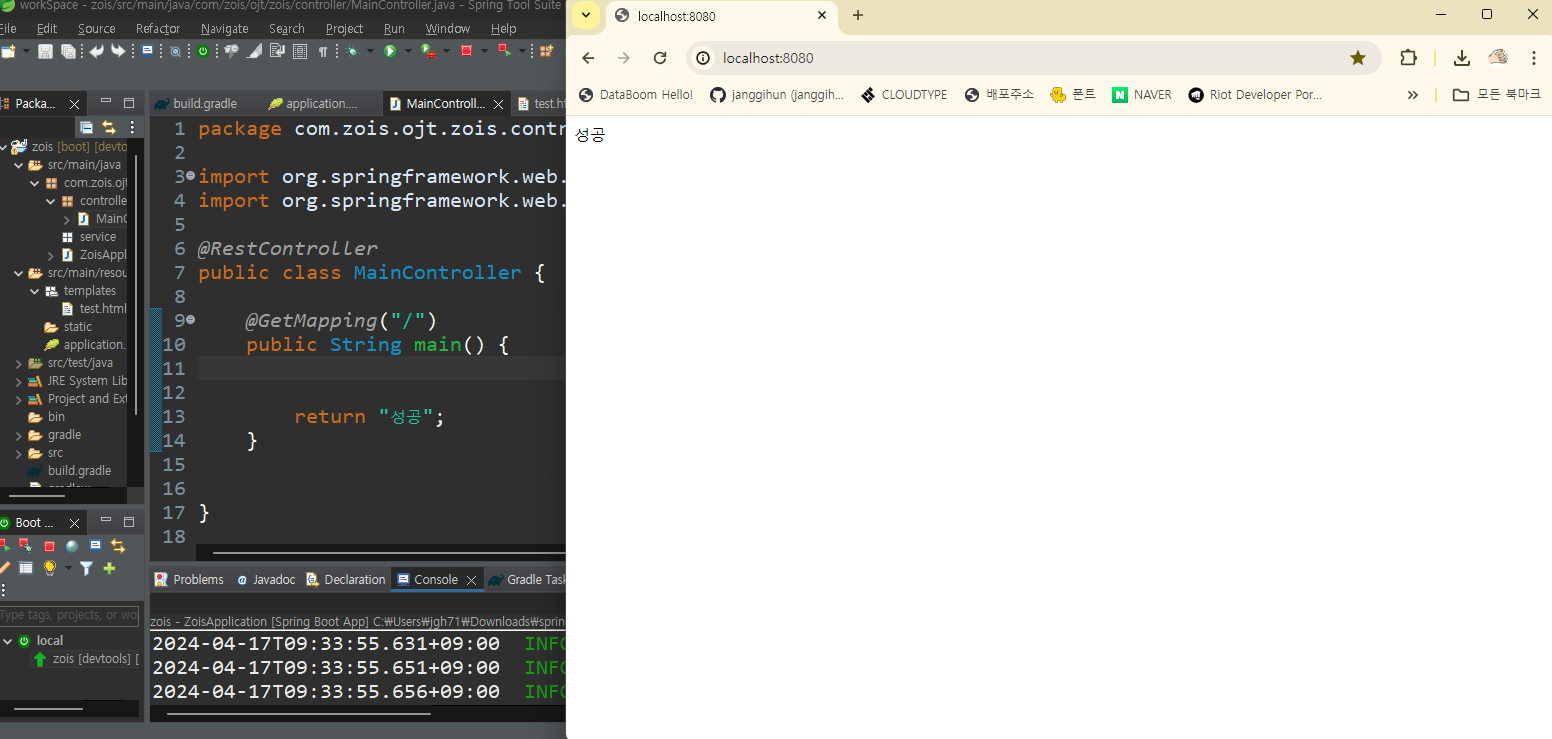 workSpace - zois/src/main/java/com/zois/ojt/zois/controller/MainController.java - Spring Tool Suite
ile Edit Source Refactor Navigate Search Project Run Window Help
Packa...
zois [boot] [devto
src/main/java
com.zois.ojt
controlle
MainC
service
ZoisAppl
src/main/resou
templates
test.html
static
application.
src/test/java
JRE System Lib
Project and Ext
bin
gradle
src
build.gradle
Boot ...
Type tags, projects, or wo
local
zois [devtools] [
build.gradle application.... MainControll... test.ht
1 package com.zois.ojt.zois.contr
2
3 import org.springframework.web.
4 import org.springframework.web.
5
6 @RestController
7 public class MainController {
8
9 @GetMapping("/")
10 public String main() {
11
12
13 return "성공";
14 }
15
16
17 }
18
Problems Javadoc Declaration Console Gradle Task
zois - ZoisApplication [Spring Boot App] C:₩Users₩jgh71₩Downloads₩spring
2024-04-17T09:33:55.631+09:00 INFO
2024-04-17T09:33:55.651+09:00 INFO
2024-04-17T09:33:55.656+09:00 INFO
localhost:8080
localhost:8080
DataBoom Hello! janggihun (janggih... CLOUDTYPE 배포주소 폰트 NAVER Riot Developer Por... 모든 북마크
성공